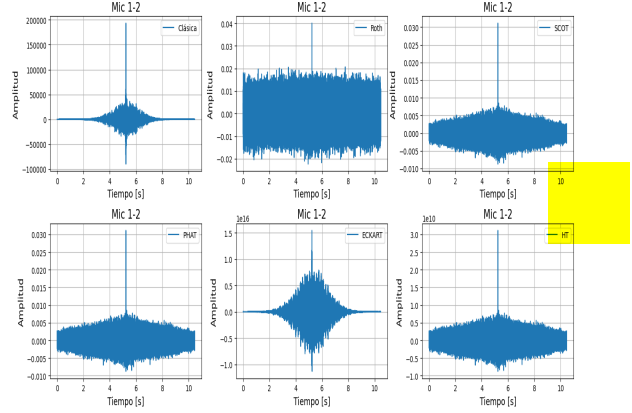 Mic 1-2
Mic 1-2
Mic 1-2
200000
150000
100000
50000
0
−50000
−100000
Amplitud
Clásica
0 2 4 6 8 10
Tiempo [s]
0.04
0.03
0.02
0.01
0.00
−0.01
−0.02
Amplitud
Roth
0 2 4 6 8 10
Tiempo [s]
0.030
0.025
0.020
0.015
0.010
0.005
0.000
−0.005
−0.010
Amplitud
SCOT
0 2 4 6 8 10
Tiempo [s]
Mic 1-2
Mic 1-2
Mic 1-2
0.030
0.025
0.020
0.015
0.010
0.005
0.000
−0.005
−0.010
Amplitud
PHAT
0 2 4 6 8 10
Tiempo [s]
1e16
1.5
1.0
0.5
0.0
−0.5
−1.0
Amplitud
ECKART
0 2 4 6 8 10
Tiempo [s]
1e10
3.0
2.5
2.0
1.5
1.0
0.5
0.0
−0.5
−1.0
Amplitud
HT
0 2 4 6 8 10
Tiempo [s]